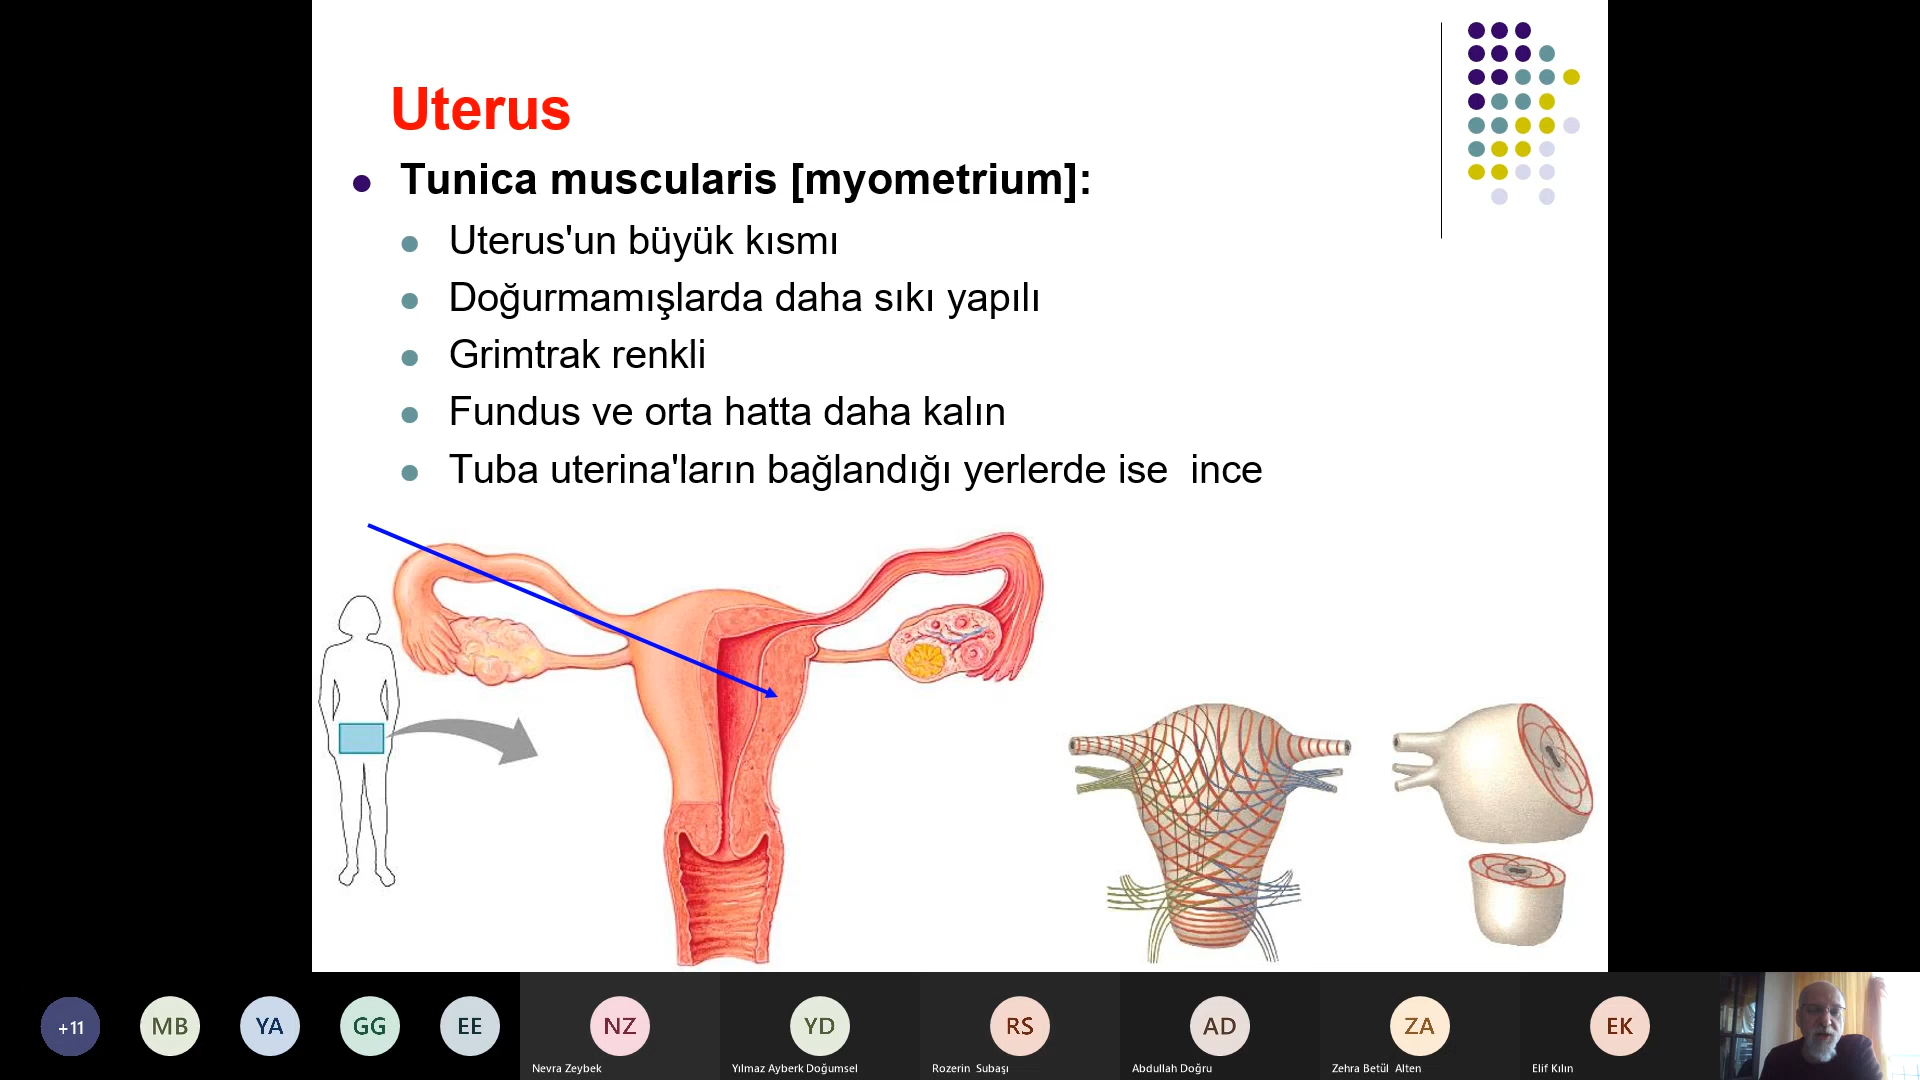 Uterus
Tunica muscularis [myometrium]:
Uterus'un büyük kısmı
Doğurmamışlarda daha sıkı yapılı
Grimtrak renkli
Fundus ve orta hatta daha kalın
Tuba uterina'ların bağlandığı yerlerde ise  ince
+11
MB
YA
GG
EE
NZ
YD
RS
AD
ZA
EK
Nevra Zeybek
Yılmaz Ayberk Doğumsel
Rozerin  Subaşı
Abdullah Doğru
Zehra Betül  Alten
Elif Kılın